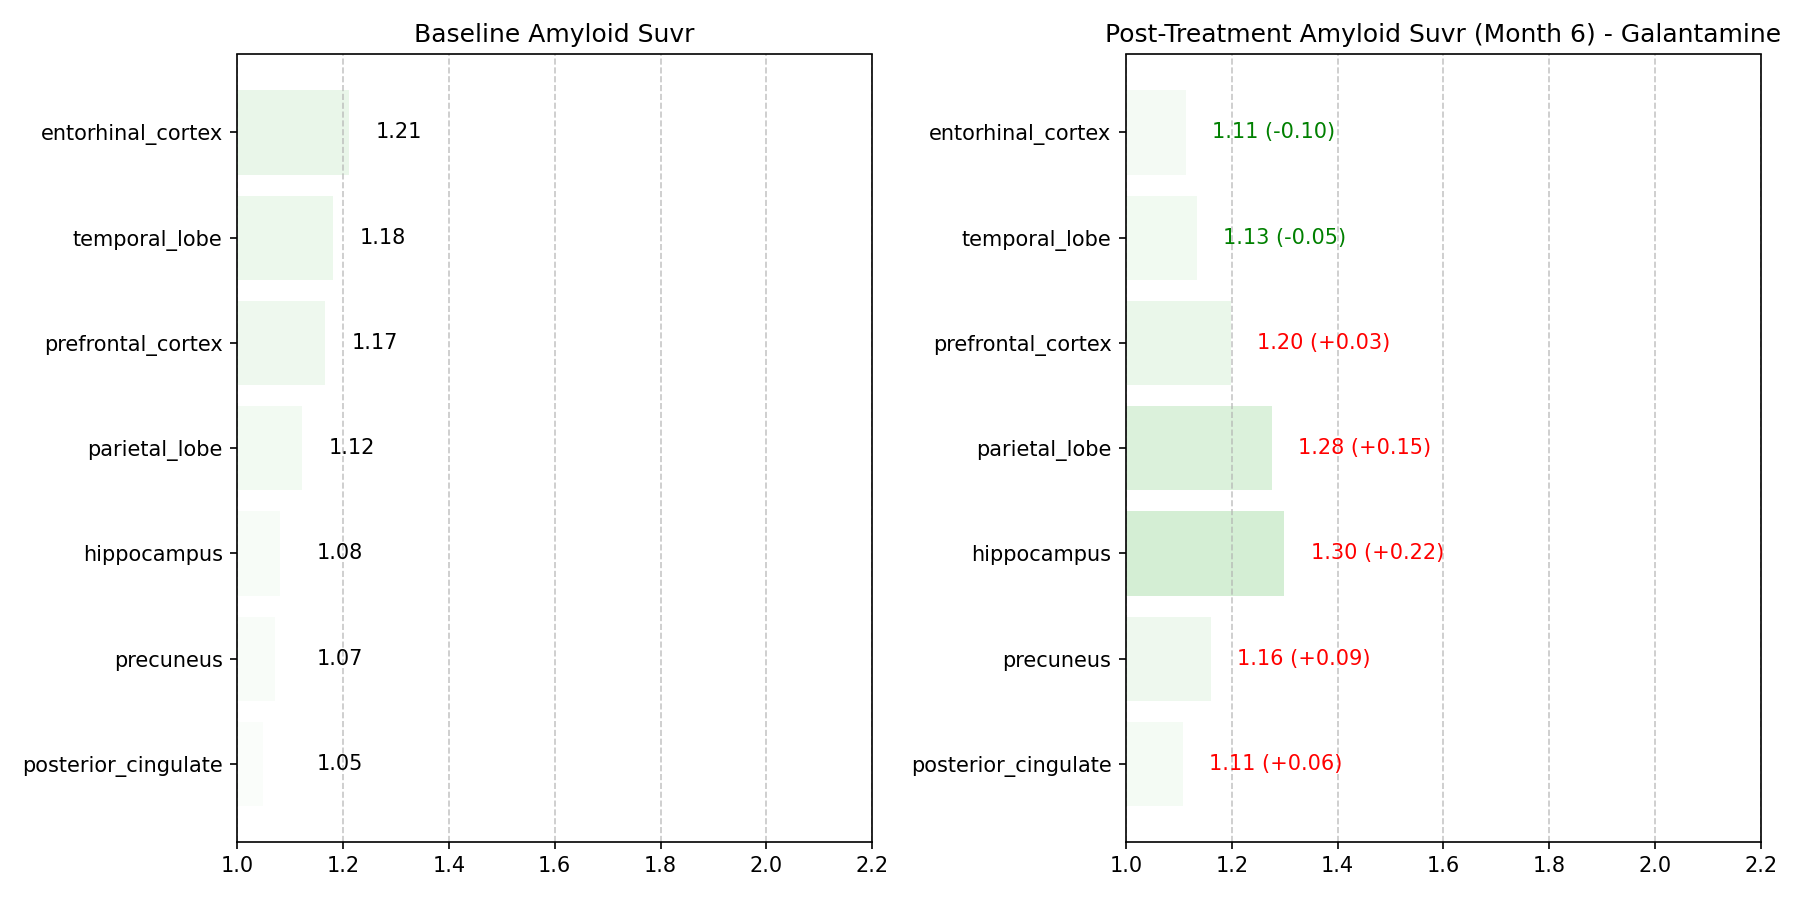 Baseline Amyloid Suvr
entorhinal_cortex 1.21
temporal_lobe 1.18
prefrontal_cortex 1.17
parietal_lobe 1.12
hippocampus 1.08
precuneus 1.07
posterior_cingulate 1.05
1.0 1.2 1.4 1.6 1.8 2.0 2.2
Post-Treatment Amyloid Suvr (Month 6) - Galantamine
entorhinal_cortex 1.11 (-0.10)
temporal_lobe 1.13 (-0.05)
prefrontal_cortex 1.20 (+0.03)
parietal_lobe 1.28 (+0.15)
hippocampus 1.30 (+0.22)
precuneus 1.16 (+0.09)
posterior_cingulate 1.11 (+0.06)
1.0 1.2 1.4 1.6 1.8 2.0 2.2